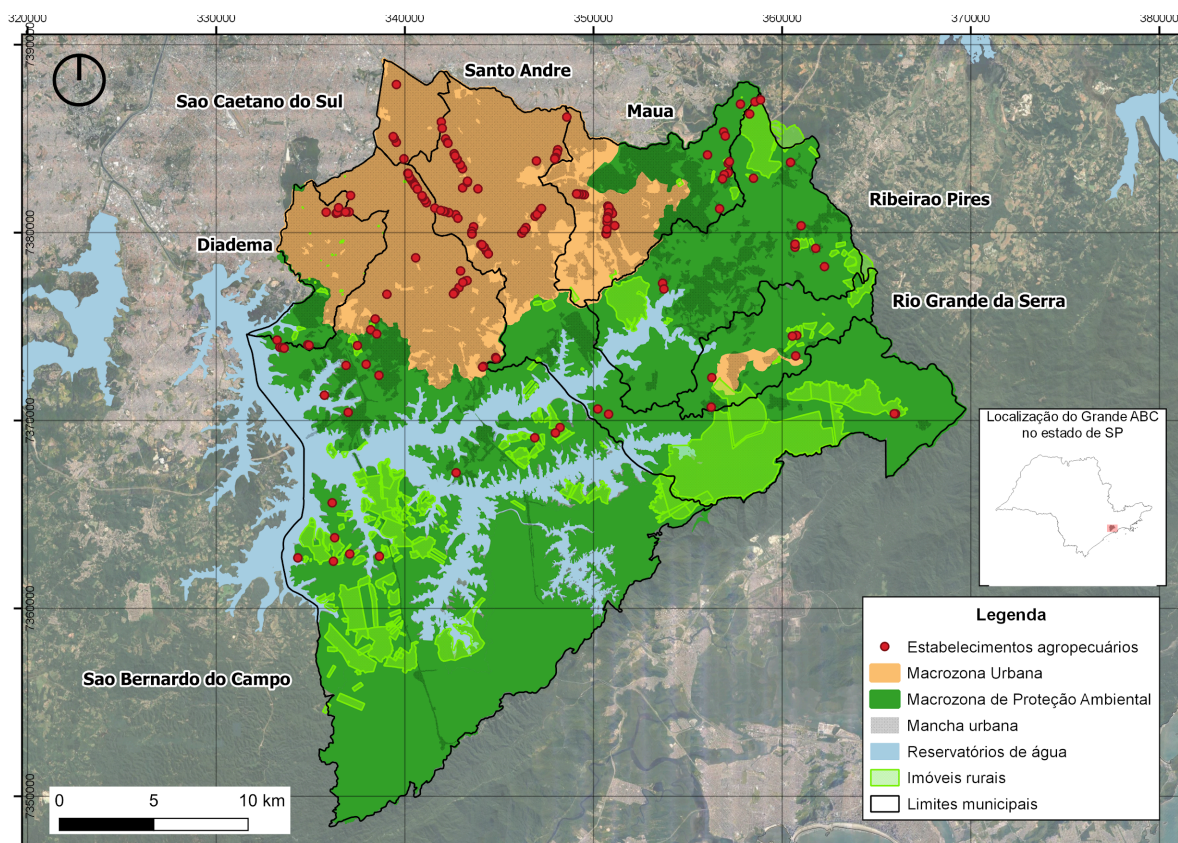 320000 330000 340000 350000 360000 370000 380000
7390000
7380000
7370000
7360000
7350000
Santo Andre
Sao Caetano do Sul
Maua
Ribeirao Pires
Diadema
Rio Grande da Serra
Sao Bernardo do Campo
Localização do Grande ABC
no estado de SP
Legenda
Estabelecimentos agropecuários
Macrozona Urbana
Macrozona de Proteção Ambiental
Mancha urbana
Reservatórios de água
Imóveis rurais
Limites municipais
0 5 10 km